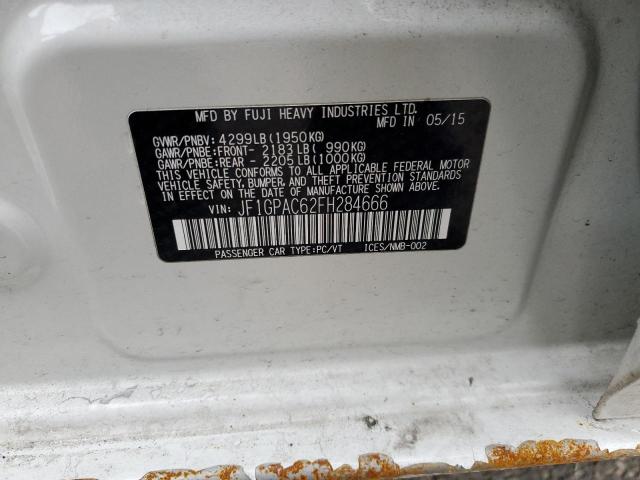 MFD BY FUJI HEAVY INDUSTRIES LTD.
MFD IN 05/15
GVWR/PNBV: 4299LB(1950KG)
GAWR/PNBE:FRONT- 2183LB( 990KG)
GAWR/PNBE:REAR - 2205LB(1000KG)
THIS VEHICLE CONFORMS TO ALL APPLICABLE FEDERAL MOTOR
VEHICLE SAFETY, BUMPER, AND THEFT PREVENTION STANDARDS
IN EFFECT ON THE DATE OF MANUFACTURE SHOWN ABOVE.
VIN: JF1GPAC62FH284666
PASSENGER CAR TYPE:PC/VT ICES/NMB-002